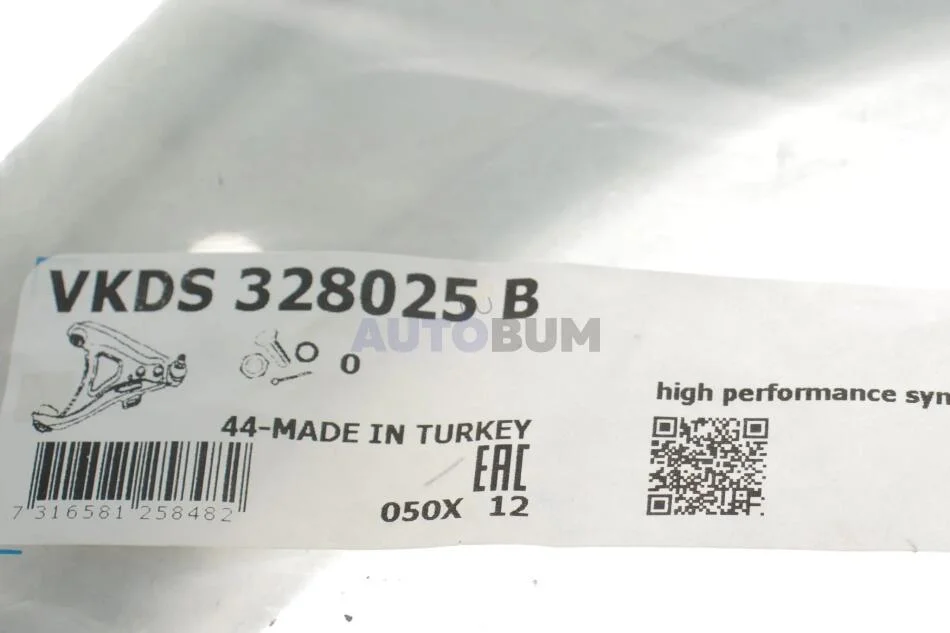 VKDS 328025 B
AUTOBUM
0
high performance syn
44-MADE IN TURKEY
EAC
050X 12
7 316581 258482